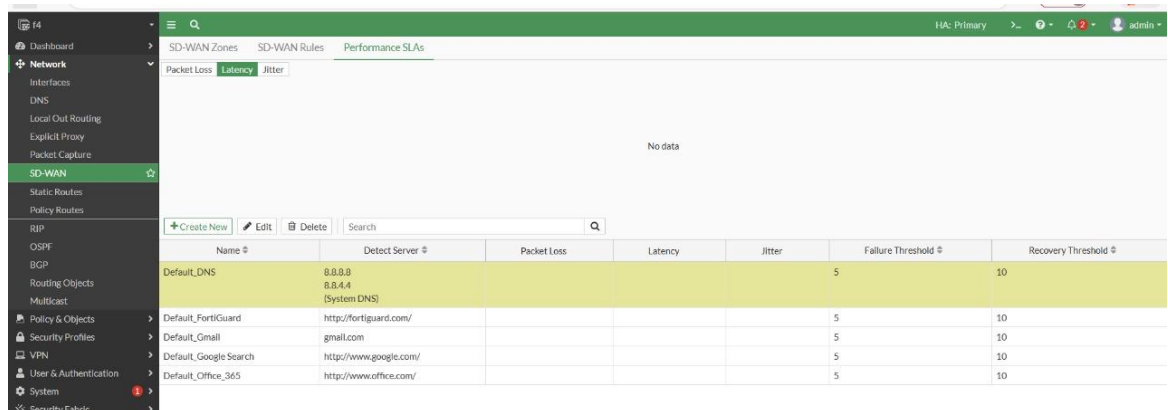 f4
HA: Primary
>_
2
admin
Dashboard
Network
Interfaces
DNS
Local Out Routing
Explicit Proxy
Packet Capture
SD-WAN
Static Routes
Policy Routes
RIP
OSPF
BGP
Routing Objects
Multicast
Policy & Objects
Security Profiles
VPN
User & Authentication
System 1
Security Fabric
SD-WAN Zones SD-WAN Rules Performance SLAs
Packet Loss Latency Jitter
No data
+Create New Edit Delete Search
Name Detect Server Packet Loss Latency Jitter Failure Threshold Recovery Threshold
Default_DNS 8.8.8.8 5 10
8.8.4.4
(System DNS)
Default_FortiGuard http://fortiguard.com/ 5 10
Default_Gmail gmail.com 5 10
Default_Google Search http://www.google.com/ 5 10
Default_Office_365 http://www.office.com/ 5 10